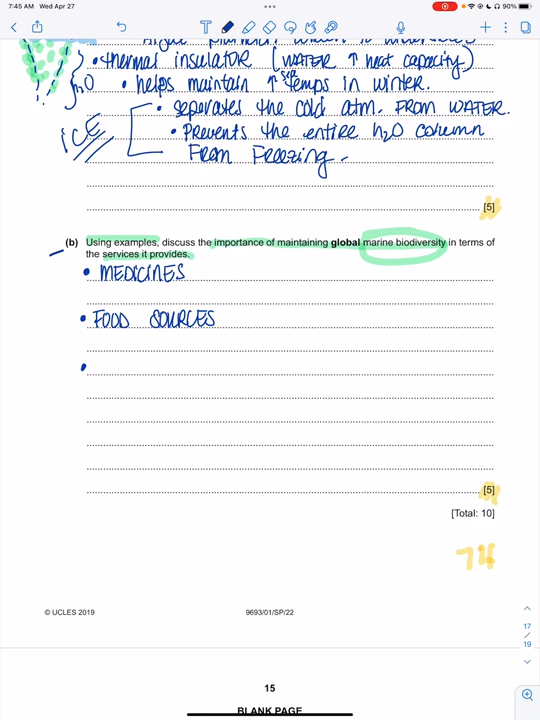 7:45 AM Wed Apr 27
90%
• thermal insulator (WATER ↑ heat capacity)
H2O • helps maintain ↑ sea temps in winter.
• seperates the cold atm. FROM WATER.
ICE • Prevents the entire H2O column
From Freezing.
[5]
(b) Using examples, discuss the importance of maintaining global marine biodiversity in terms of
the services it provides.
• MEDICINES
• FOOD SOURCES
•
[5]
[Total: 10]
74
© UCLES 2019 9693/01/SP/22
17
/
19
15
BLANK PAGE